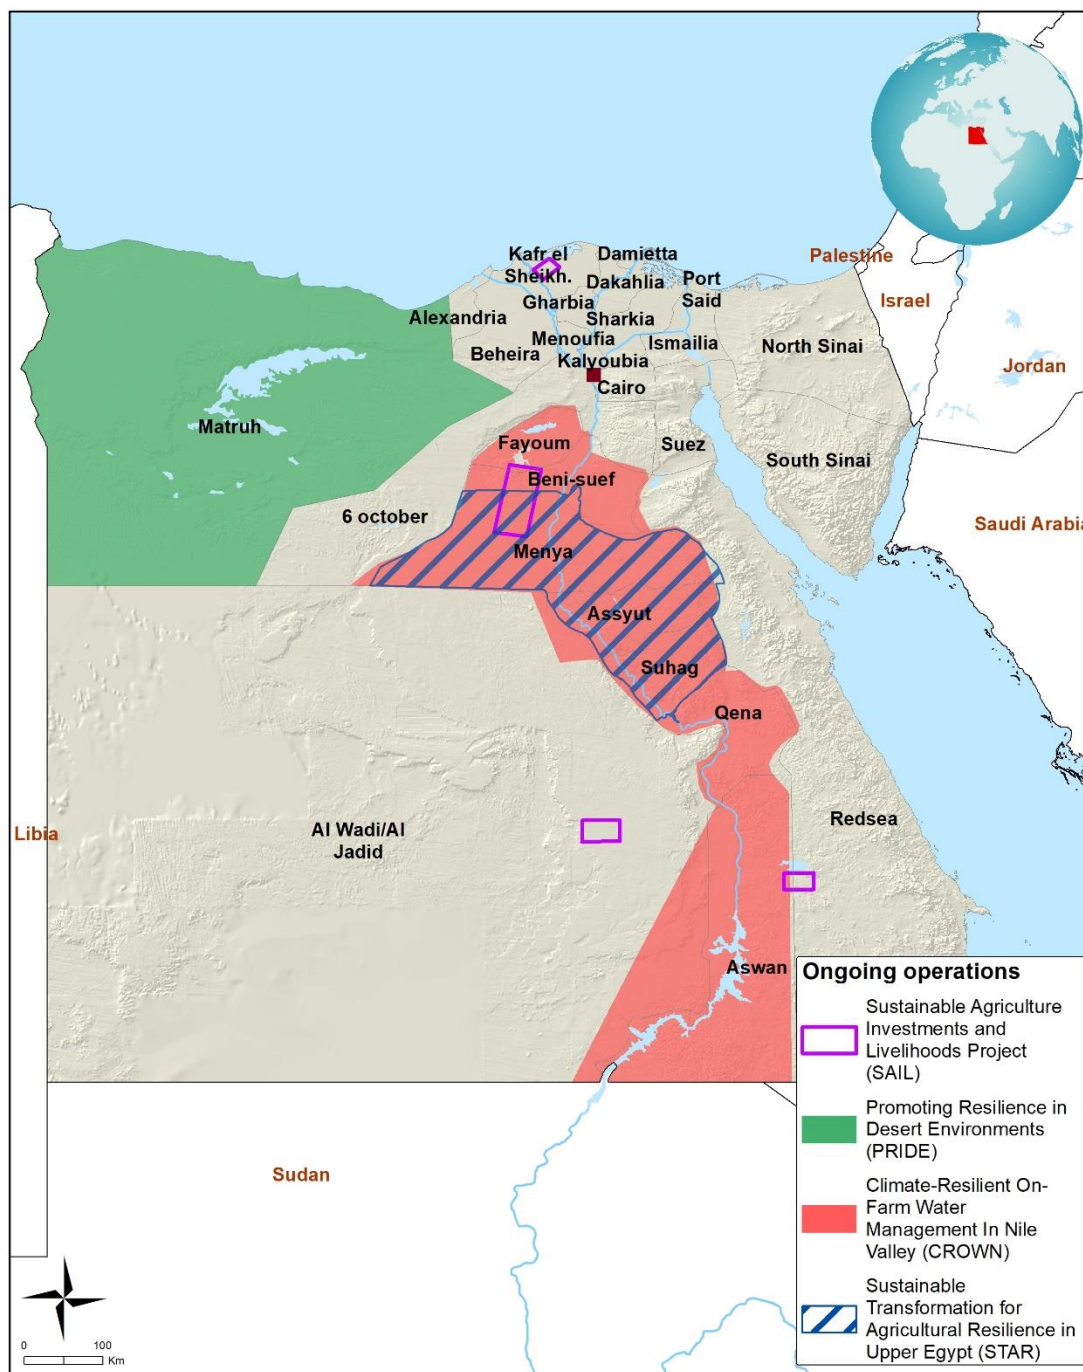 Kafr el
Sheikh.
Damietta
Palestine
Port
Said
Dakahlia
Gharbia
Israel
Alexandria
Sharkia
Menoufia
Ismailia
North Sinai
Beheira
Kalyoubia
Jordan
Cairo
Matruh
Fayoum
Suez
South Sinai
Beni-suef
6 october
Saudi Arabia
Menya
Assyut
Suhag
Qena
Redsea
Libia
Al Wadi/Al
Jadid
Aswan
Sudan
Ongoing operations
Sustainable Agriculture
Investments and
Livelihoods Project
(SAIL)
Promoting Resilience in
Desert Environments
(PRIDE)
Climate-Resilient On-
Farm Water
Management In Nile
Valley (CROWN)
Sustainable
Transformation for
Agricultural Resilience in
Upper Egypt (STAR)
0 100
Km